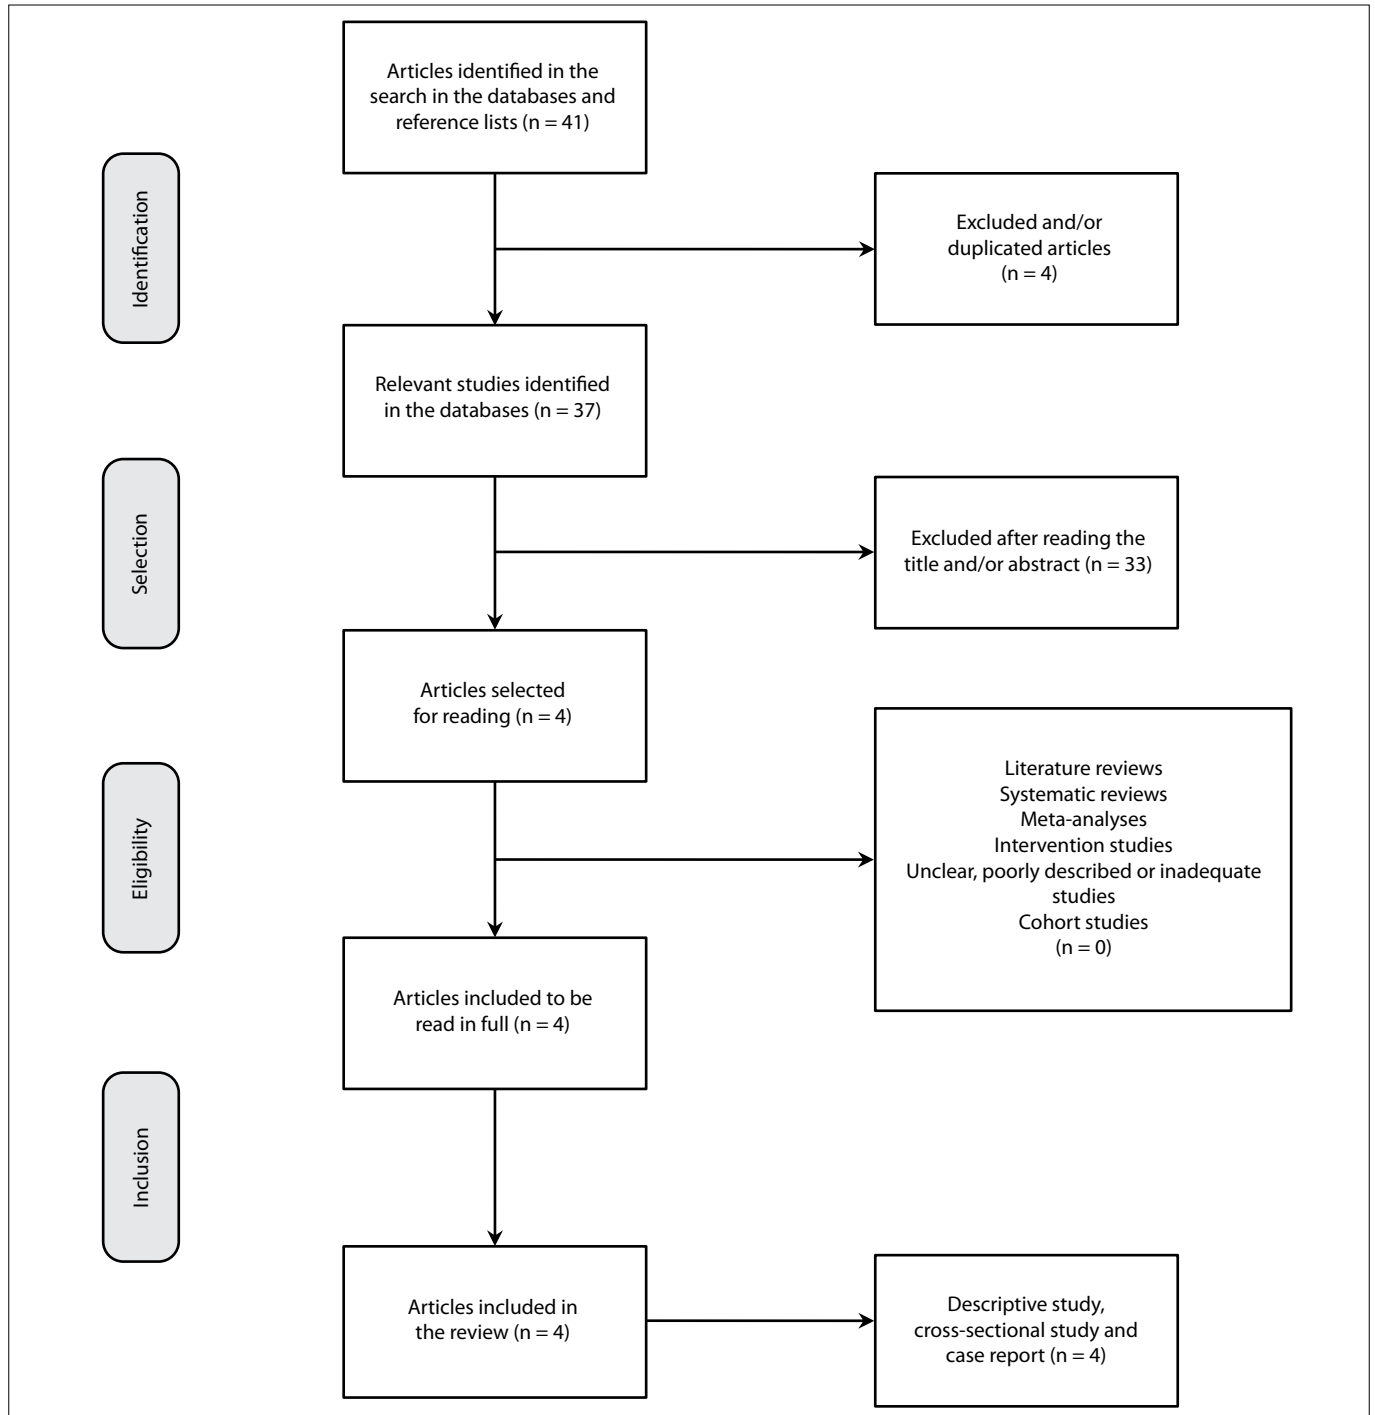 Articles identified in the
search in the databases and
reference lists (n = 41)
Identification
Excluded and/or
duplicated articles
(n = 4)
Relevant studies identified
in the databases (n = 37)
Selection
Excluded after reading the
title and/or abstract (n = 33)
Articles selected
for reading (n = 4)
Eligibility
Literature reviews
Systematic reviews
Meta-analyses
Intervention studies
Unclear, poorly described or inadequate
studies
Cohort studies
(n = 0)
Articles included to be
read in full (n = 4)
Inclusion
Articles included in
the review (n = 4)
Descriptive study,
cross-sectional study and
case report (n = 4)